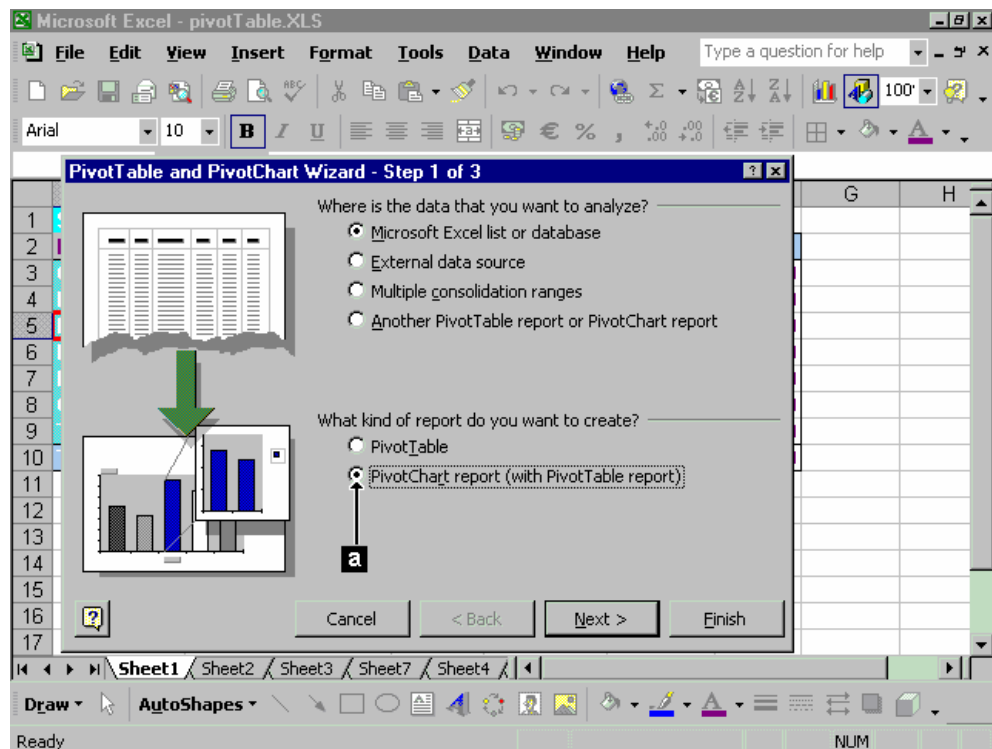 Microsoft Excel - pivotTable.XLS
File Edit View Insert Format Tools Data Window Help Type a question for help
ABC Σ A Z Z A 100
Arial 10 B I U € % , .00 .00 A
PivotTable and PivotChart Wizard - Step 1 of 3
G H
Where is the data that you want to analyze?
Microsoft Excel list or database
External data source
Multiple consolidation ranges
Another PivotTable report or PivotChart report
What kind of report do you want to create?
PivotTable
PivotChart report (with PivotTable report)
a
1
2
3
4
5
6
7
8
9
10
11
12
13
14
15
16
17
Cancel < Back Next > Finish
Sheet1 Sheet2 Sheet3 Sheet7 Sheet4
Draw AutoShapes A A
Ready NUM